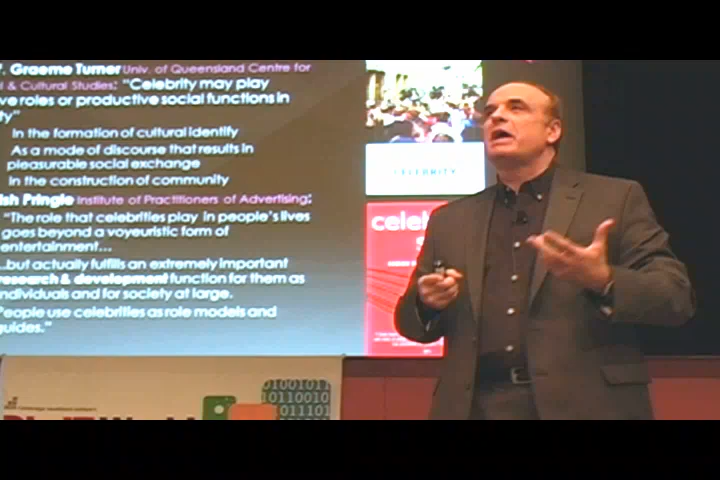 . Graeme Turner Univ. of Queensland Centre for
l & Cultural Studies: "Celebrity may play
ve roles or productive social functions in
ty"
In the formation of cultural identify
As a mode of discourse that results in
pleasurable social exchange
In the construction of community
ish Pringle Institute of Practitioners of Advertising:
"The role that celebrities play in people's lives
goes beyond a voyeuristic form of
entertainment…
…but actually fulfills an extremely important
research & development function for them as
individuals and for society at large.
People use celebrities as role models and
guides."
CELEBRITY
cele
01001011
10110010
011101